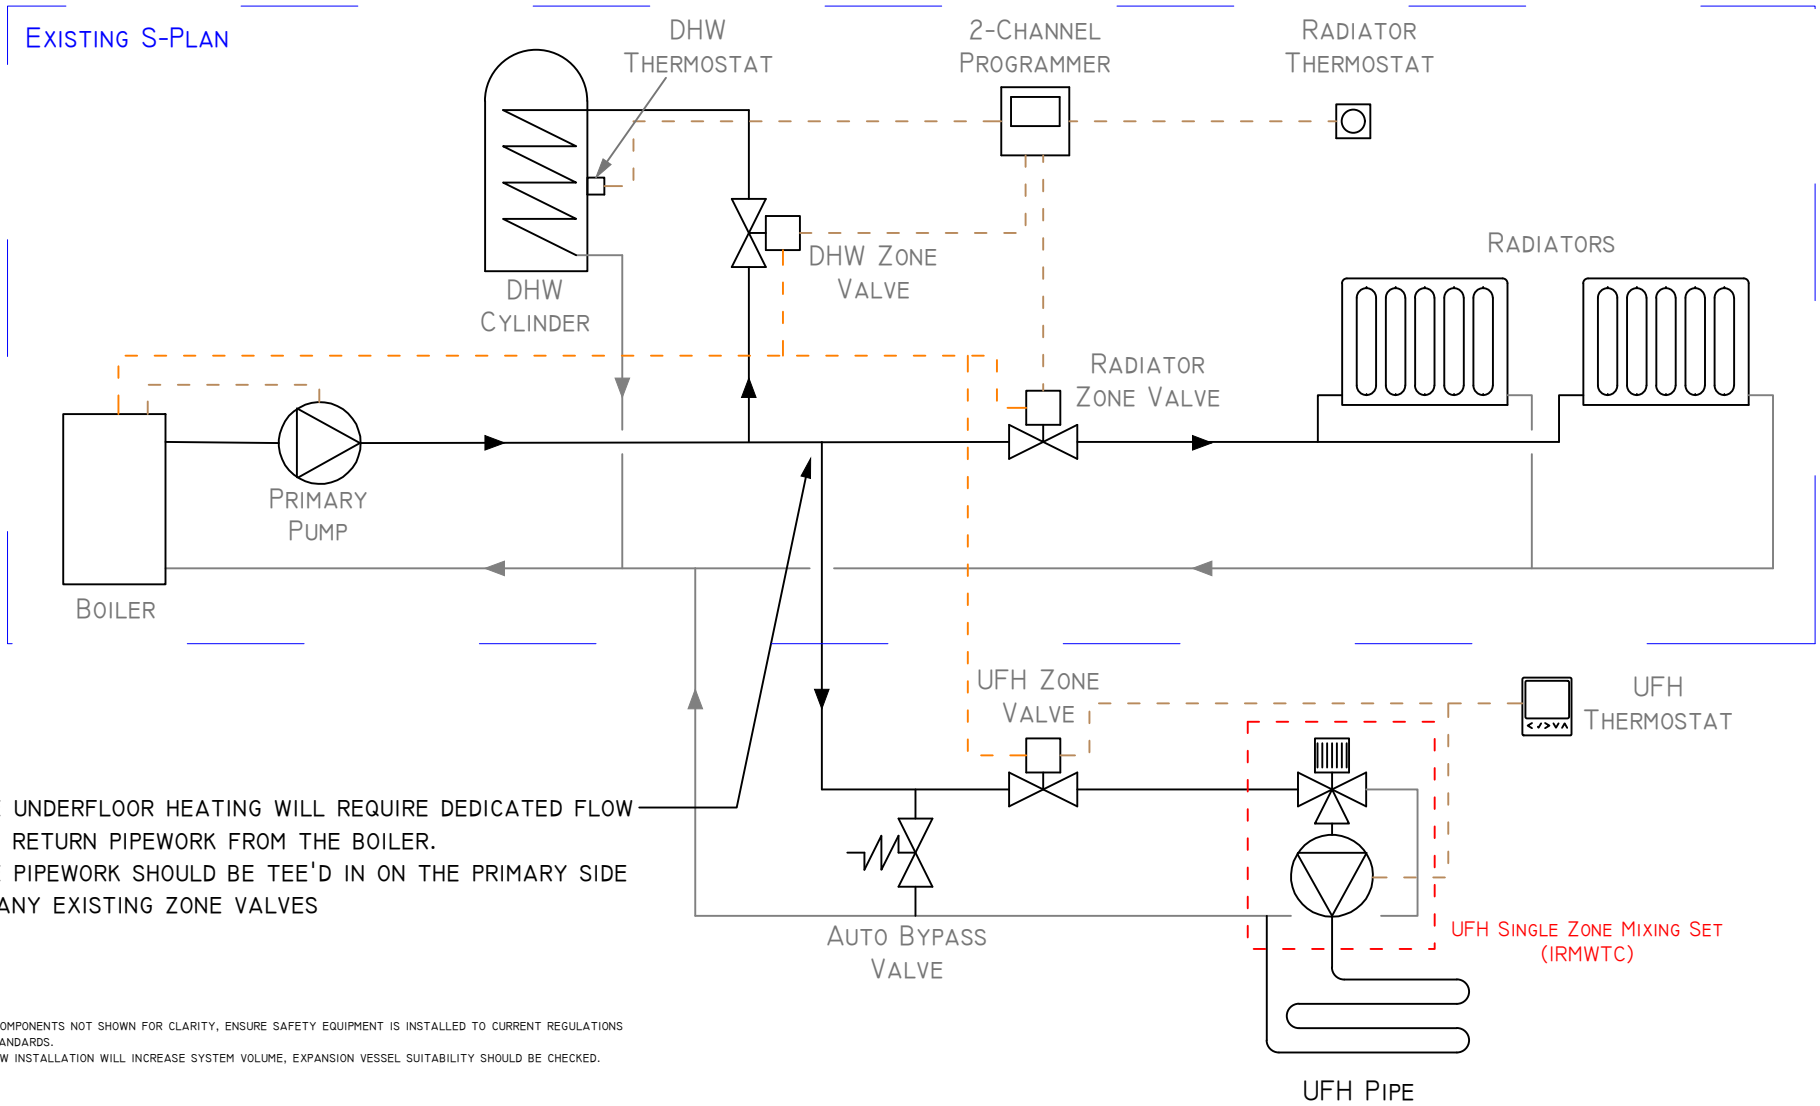 EXISTING S-PLAN
DHW
THERMOSTAT
2-CHANNEL
PROGRAMMER
RADIATOR
THERMOSTAT
DHW ZONE
VALVE
RADIATORS
DHW
CYLINDER
RADIATOR
ZONE VALVE
PRIMARY
PUMP
BOILER
UFH ZONE
VALVE
UFH
THERMOSTAT
UNDERFLOOR HEATING WILL REQUIRE DEDICATED FLOW
RETURN PIPEWORK FROM THE BOILER.
PIPEWORK SHOULD BE TEE'D IN ON THE PRIMARY SIDE
ANY EXISTING ZONE VALVES
AUTO BYPASS
VALVE
UFH SINGLE ZONE MIXING SET
(IRMWTC)
OMPONENTS NOT SHOWN FOR CLARITY, ENSURE SAFETY EQUIPMENT IS INSTALLED TO CURRENT REGULATIONS
ANDARDS.
W INSTALLATION WILL INCREASE SYSTEM VOLUME, EXPANSION VESSEL SUITABILITY SHOULD BE CHECKED.
UFH PIPE